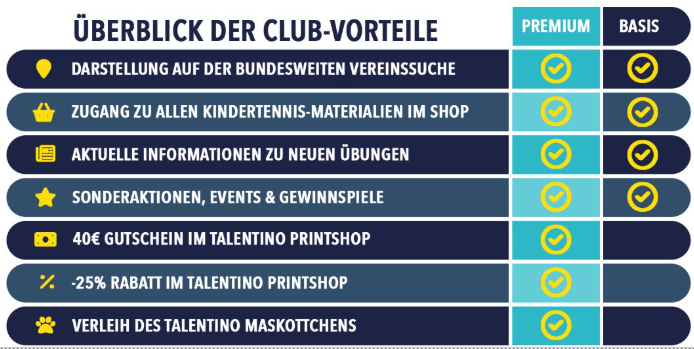 ÜBERBLICK DER CLUB-VORTEILE PREMIUM BASIS
DARSTELLUNG AUF DER BUNDESWEITEN VEREINSSUCHE
ZUGANG ZU ALLEN KINDERTENNIS-MATERIALIEN IM SHOP
AKTUELLE INFORMATIONEN ZU NEUEN ÜBUNGEN
SONDERAKTIONEN, EVENTS & GEWINNSPIELE
40€ GUTSCHEIN IM TALENTINO PRINTSHOP
-25% RABATT IM TALENTINO PRINTSHOP
VERLEIH DES TALENTINO MASKOTTCHENS